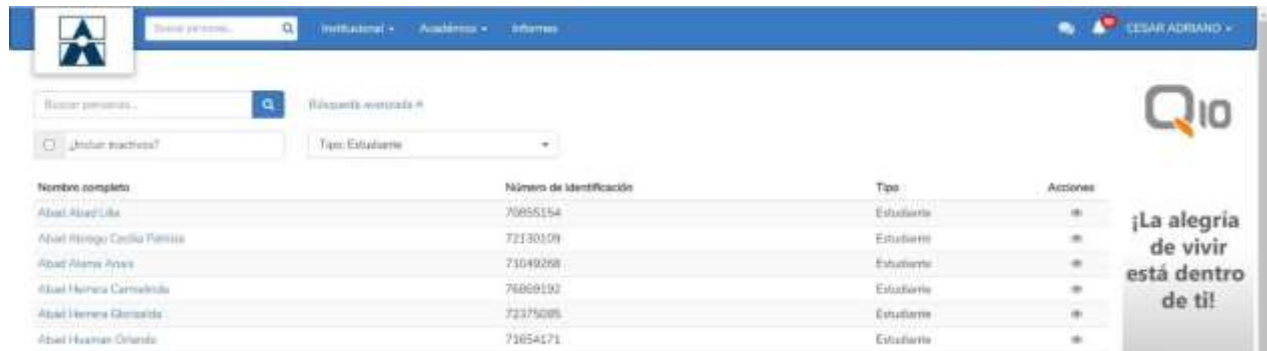 Buscar personas... Institucional Académico Informes CESAR ADRIANO
Buscar personas... Búsqueda avanzada
Q10
¿Incluir inactivos? Tipo: Estudiante
Nombre completo Número de identificación Tipo Acciones
Abad Abad Lilia 70855154 Estudiante
Abad Abrego Cecilia Patricia 72130109 Estudiante
Abad Alama Anais 71049268 Estudiante
Abad Herrera 76869192 Estudiante
Abad Herrera 72375085 Estudiante
Abad Huaman Orlando 71654171 Estudiante
¡La alegría
de vivir
está dentro
de ti!